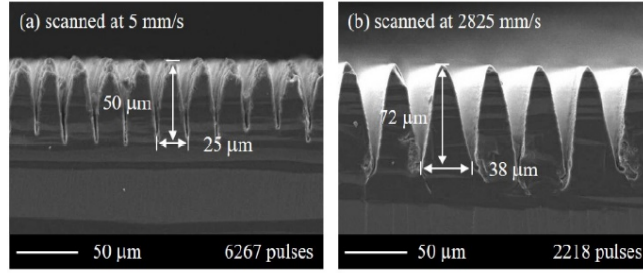 (a) scanned at 5 mm/s
50 µm
25 µm
50 µm
6267 pulses
(b) scanned at 2825 mm/s
72 µm
38 µm
50 µm
2218 pulses